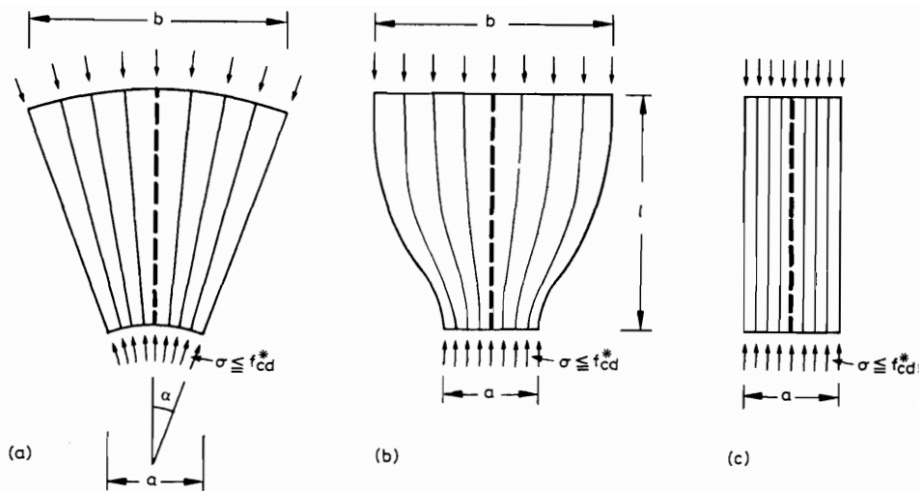 b
b
l
σ ≦ f*cd
σ ≦ f*cd
σ ≦ f*cd
α
a
a
a
(a)
(b)
(c)